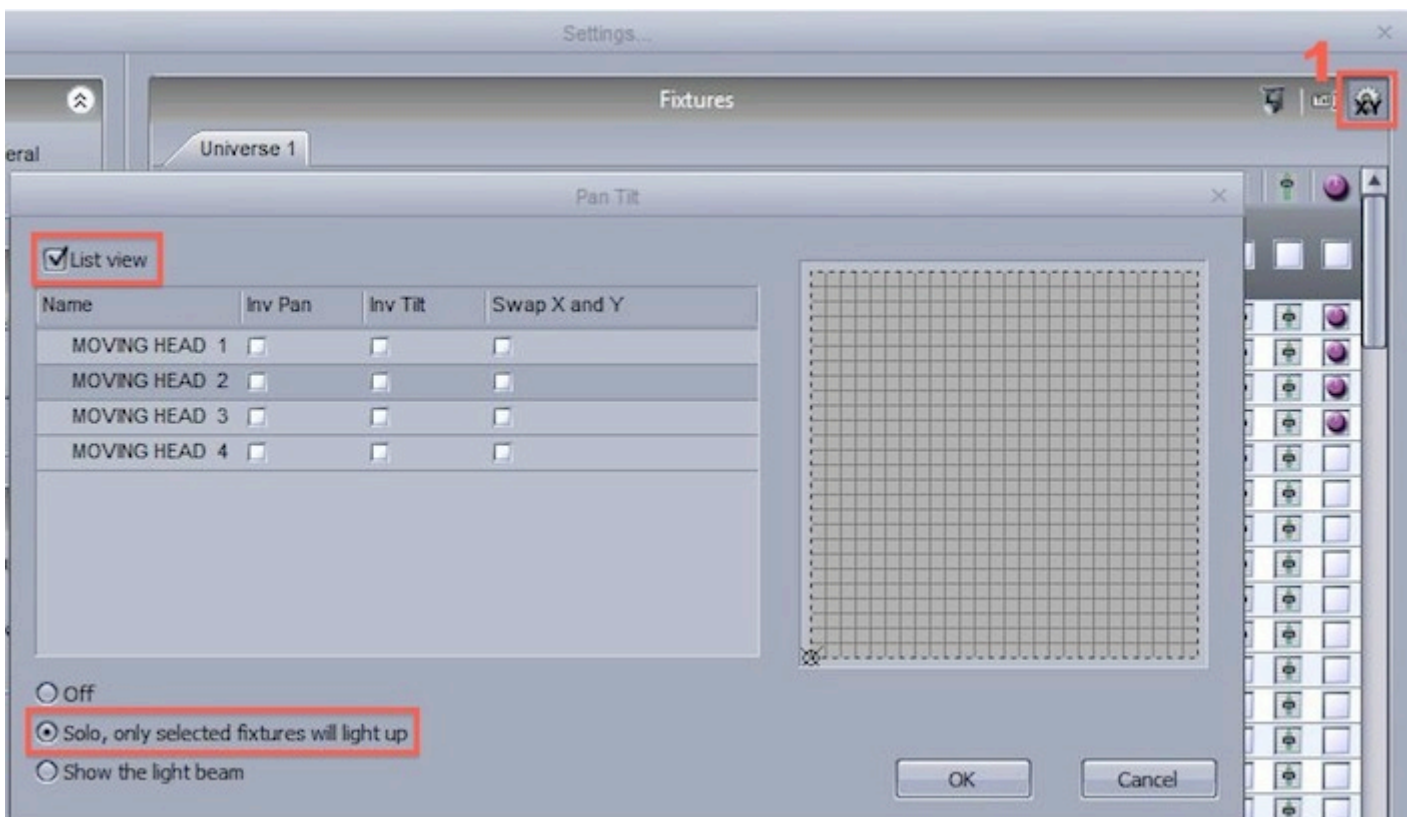 Settings...
1
Fixtures
XY
eral
Universe 1
Pan Tilt
List view
Name Inv Pan Inv Tilt Swap X and Y
MOVING HEAD 1
MOVING HEAD 2
MOVING HEAD 3
MOVING HEAD 4
Off
Solo, only selected fixtures will light up
Show the light beam
OK Cancel